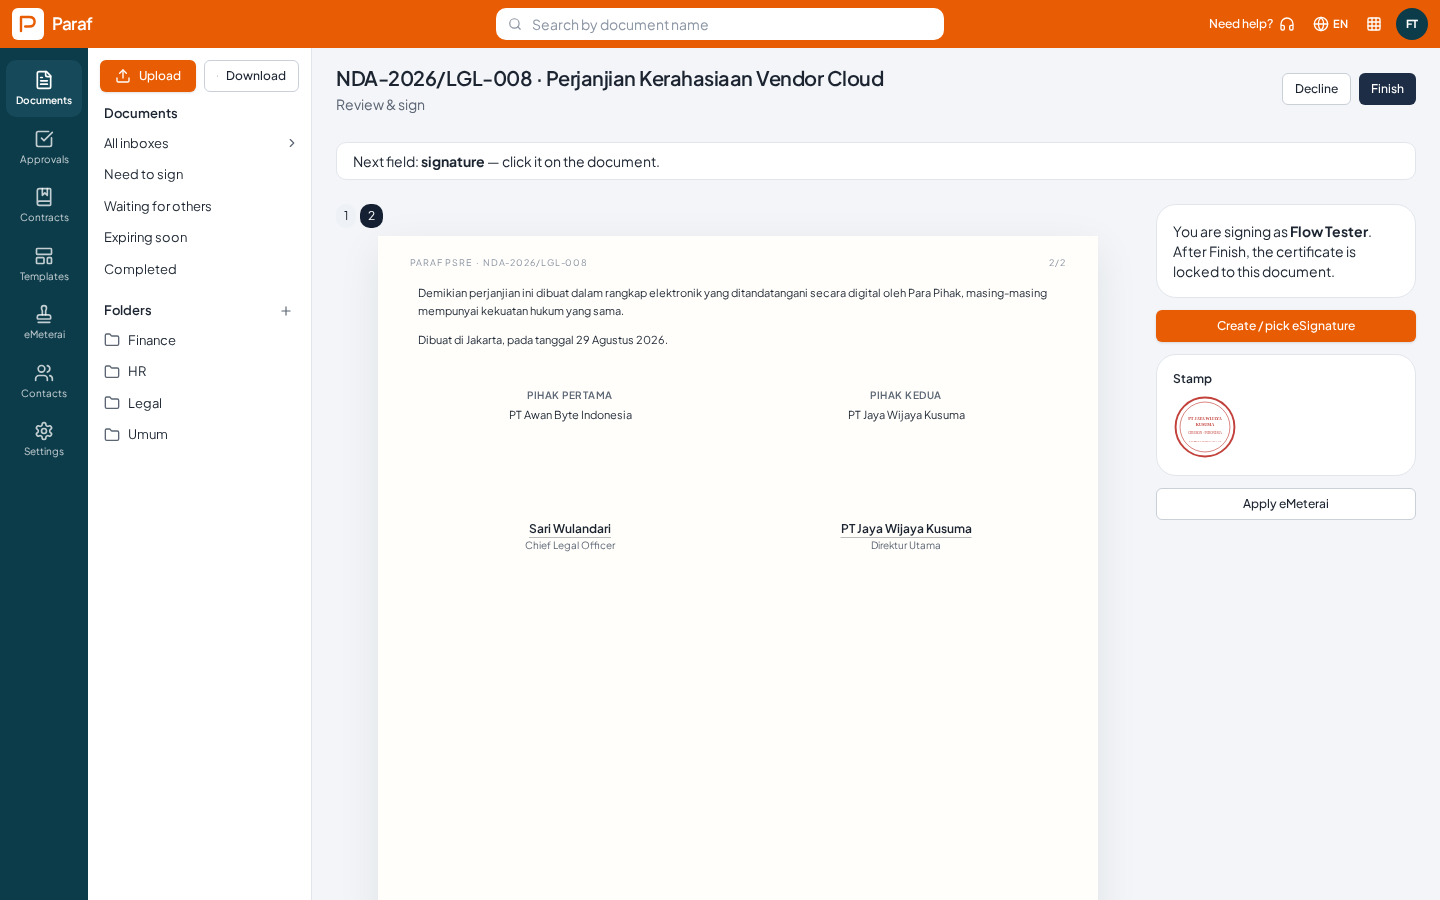 Paraf
Search by document name
Need help?
EN
FT
Documents
Approvals
Contracts
Templates
eMeterai
Contacts
Settings
Upload
Download
Documents
All inboxes
Need to sign
Waiting for others
Expiring soon
Completed
Folders
Finance
HR
Legal
Umum
NDA-2026/LGL-008 · Perjanjian Kerahasiaan Vendor Cloud
Review & sign
Decline
Finish
Next field: signature — click it on the document.
1
2
PARAF PSRE · NDA-2026/LGL-008
2/2
Demikian perjanjian ini dibuat dalam rangkap elektronik yang ditandatangani secara digital oleh Para Pihak, masing-masing
mempunyai kekuatan hukum yang sama.
Dibuat di Jakarta, pada tanggal 29 Agustus 2026.
PIHAK PERTAMA
PT Awan Byte Indonesia
PIHAK KEDUA
PT Jaya Wijaya Kusuma
Sari Wulandari
Chief Legal Officer
PT Jaya Wijaya Kusuma
Direktur Utama
You are signing as Flow Tester.
After Finish, the certificate is
locked to this document.
Create / pick eSignature
Stamp
PT JAYA WIJAYA
KUSUMA
Apply eMeterai